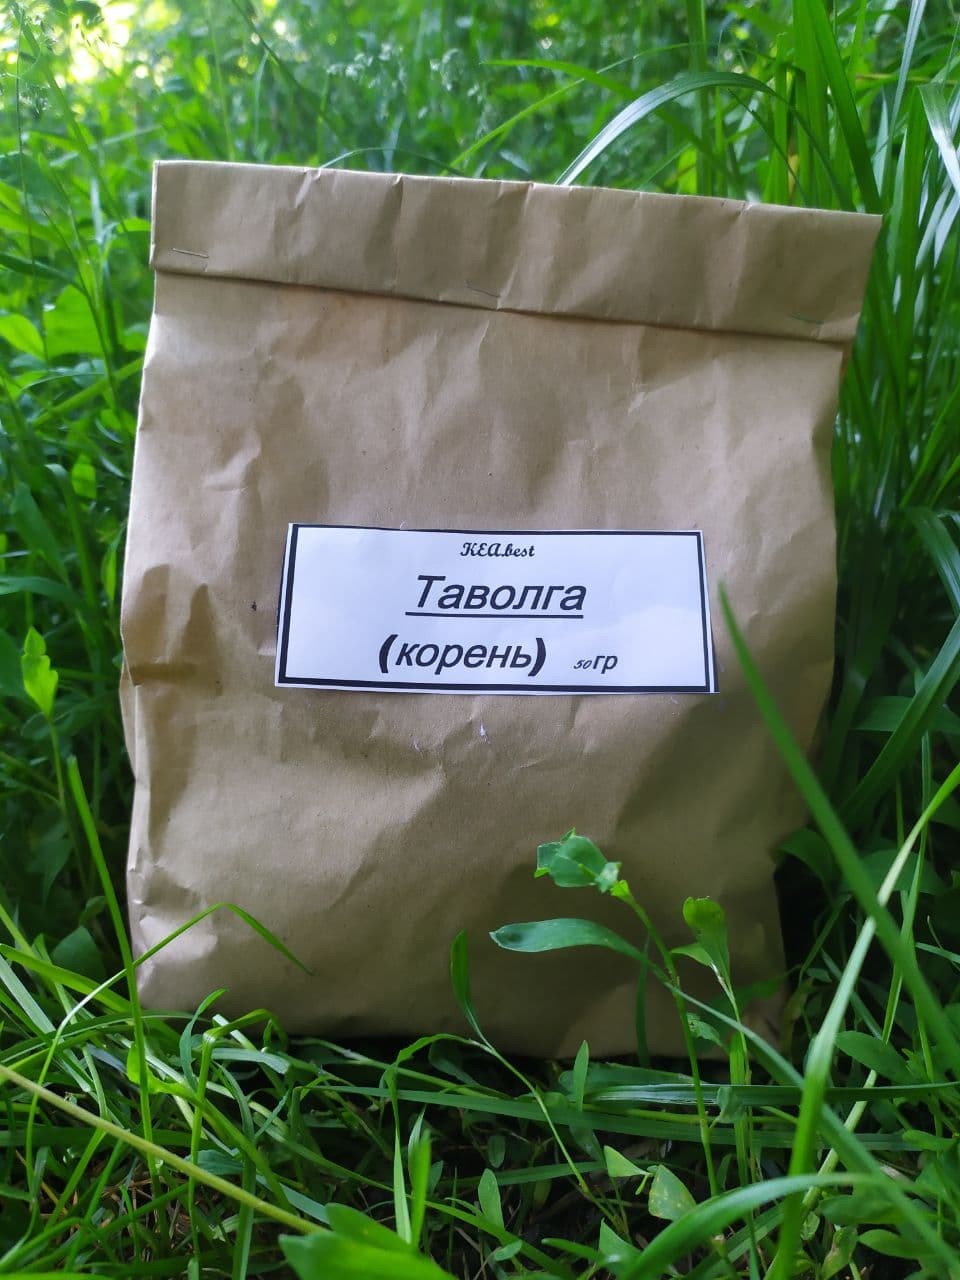 KEA.best
Таволга
(корень) 50гр